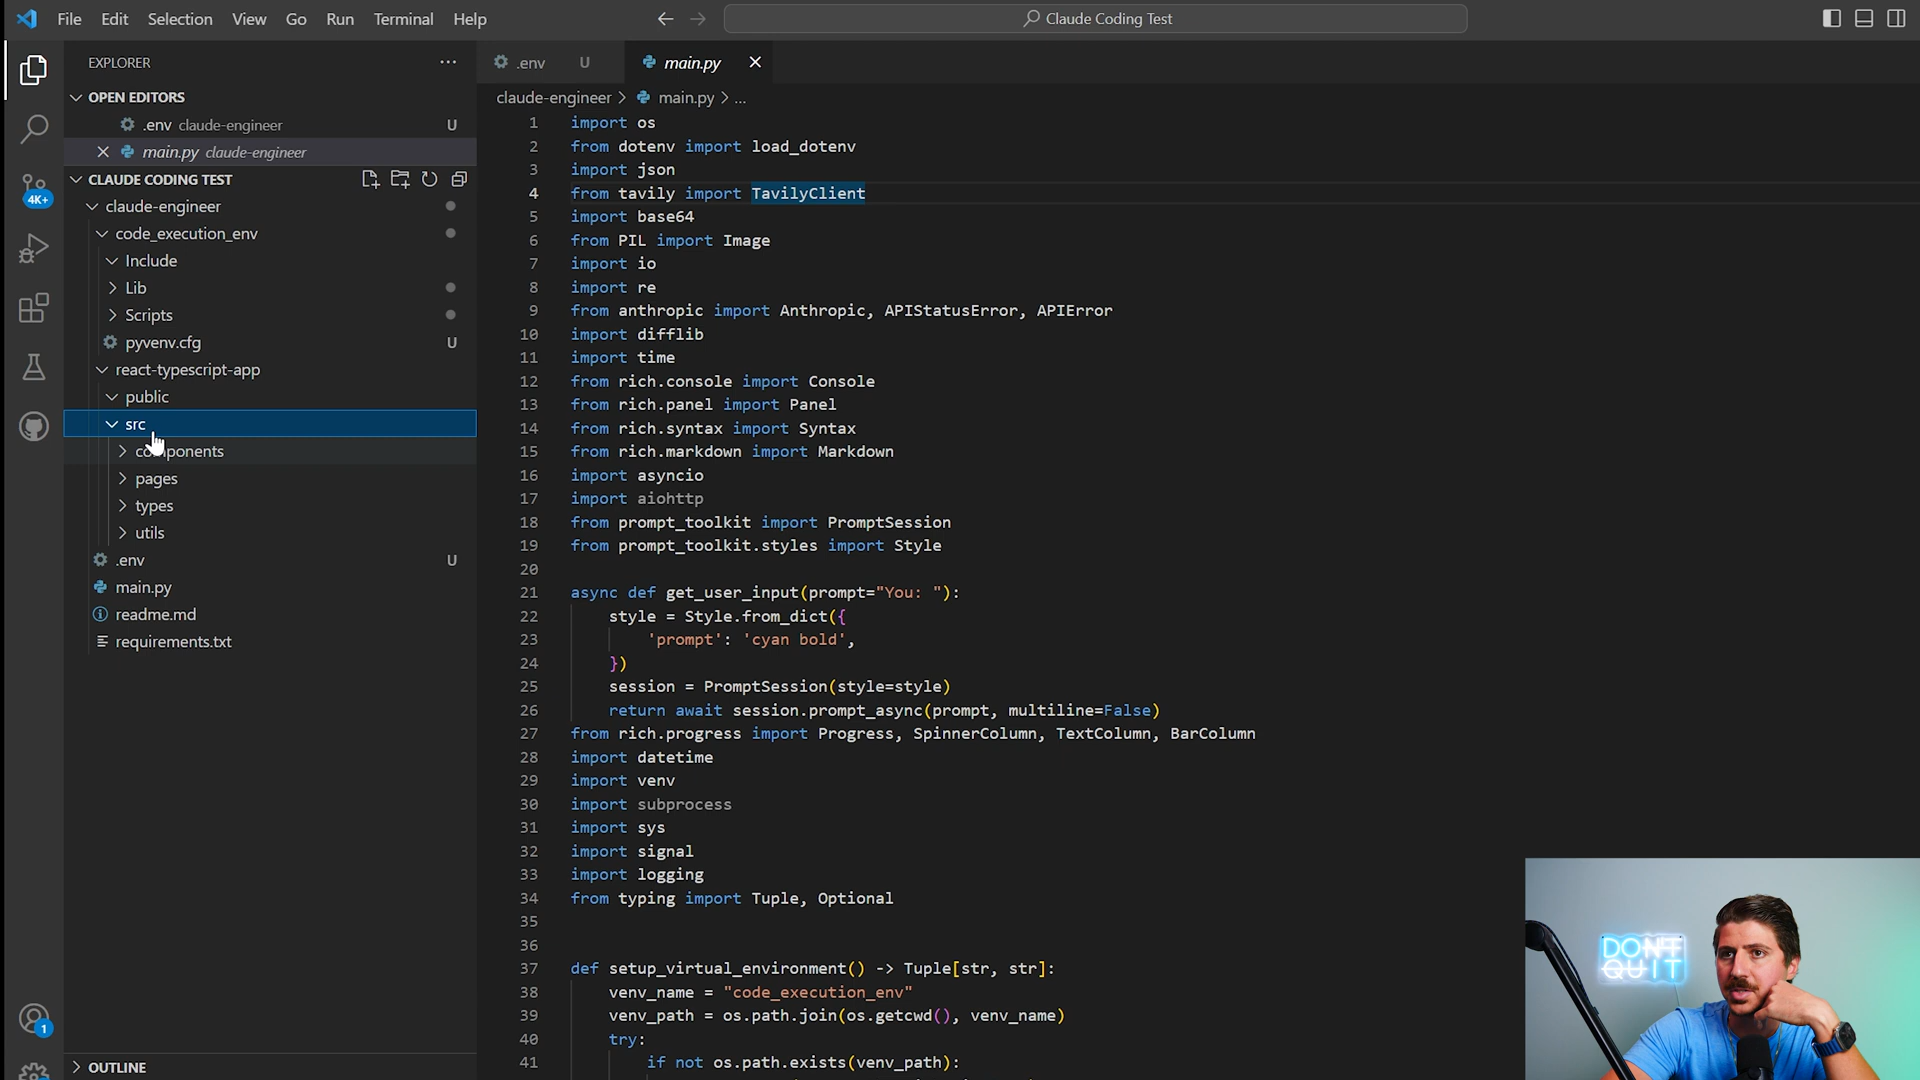 File Edit Selection View Go Run Terminal Help
Claude Coding Test
EXPLORER
OPEN EDITORS
.env claude-engineer U
main.py claude-engineer
CLAUDE CODING TEST
4K+
claude-engineer
code_execution_env
Include
Lib
Scripts
pyvenv.cfg U
react-typescript-app
public
src
components
pages
types
utils
.env U
main.py
readme.md
requirements.txt
1
OUTLINE
.env U
main.py
claude-engineer > main.py > ...
1 import os
2 from dotenv import load_dotenv
3 import json
4 from tavily import TavilyClient
5 import base64
6 from PIL import Image
7 import io
8 import re
9 from anthropic import Anthropic, APIStatusError, APIError
10 import difflib
11 import time
12 from rich.console import Console
13 from rich.panel import Panel
14 from rich.syntax import Syntax
15 from rich.markdown import Markdown
16 import asyncio
17 import aiohttp
18 from prompt_toolkit import PromptSession
19 from prompt_toolkit.styles import Style
20
21 async def get_user_input(prompt="You: "):
22 style = Style.from_dict({
23 'prompt': 'cyan bold',
24 })
25 session = PromptSession(style=style)
26 return await session.prompt_async(prompt, multiline=False)
27 from rich.progress import Progress, SpinnerColumn, TextColumn, BarColumn
28 import datetime
29 import venv
30 import subprocess
31 import sys
32 import signal
33 import logging
34 from typing import Tuple, Optional
35
36
37 def setup_virtual_environment() -> Tuple[str, str]:
38 venv_name = "code_execution_env"
39 venv_path = os.path.join(os.getcwd(), venv_name)
40 try:
41 if not os.path.exists(venv_path):
DON'T
QUIT